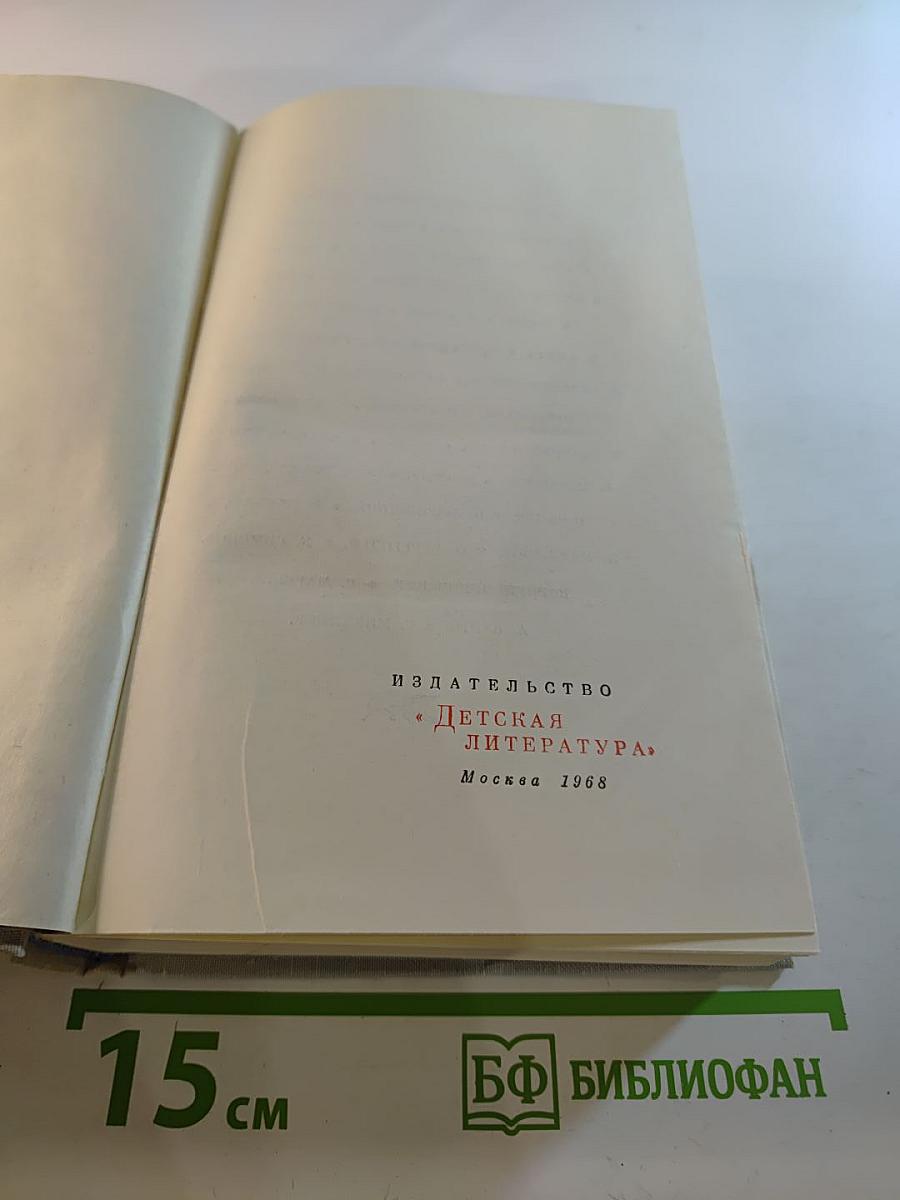 ИЗДАТЕЛЬСТВО
«ДЕТСКАЯ
ЛИТЕРАТУРА»
Москва 1968
15 см
БФ БИБЛИОФАН